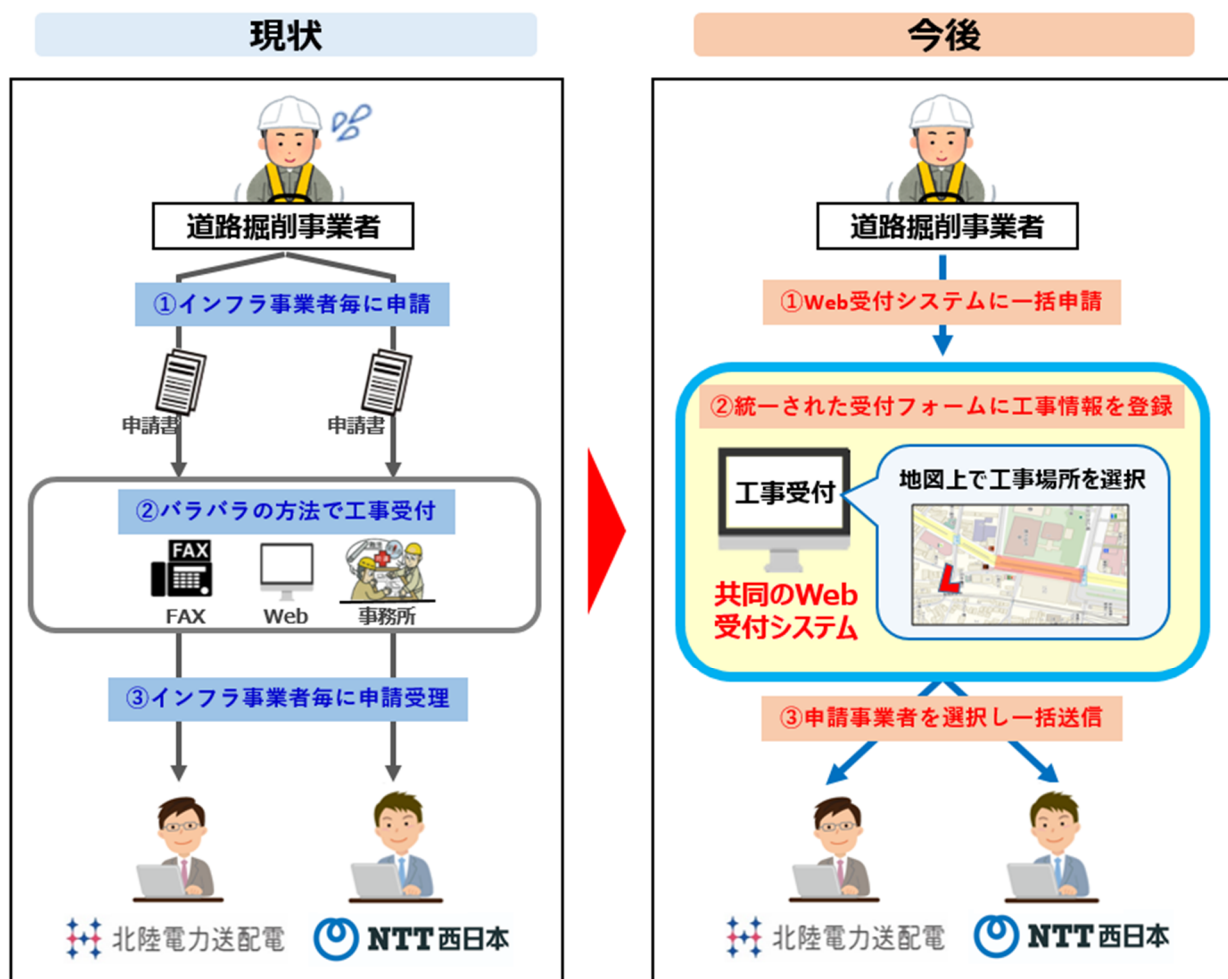 現状
道路掘削事業者
①インフラ事業者毎に申請
申請書
申請書
②バラバラの方法で工事受付
FAX
FAX
Web
事務所
③インフラ事業者毎に申請受理
北陸電力送配電
NTT西日本
今後
道路掘削事業者
①Web受付システムに一括申請
②統一された受付フォームに工事情報を登録
工事受付
地図上で工事場所を選択
共同のWeb
受付システム
③申請事業者を選択し一括送信
北陸電力送配電
NTT西日本